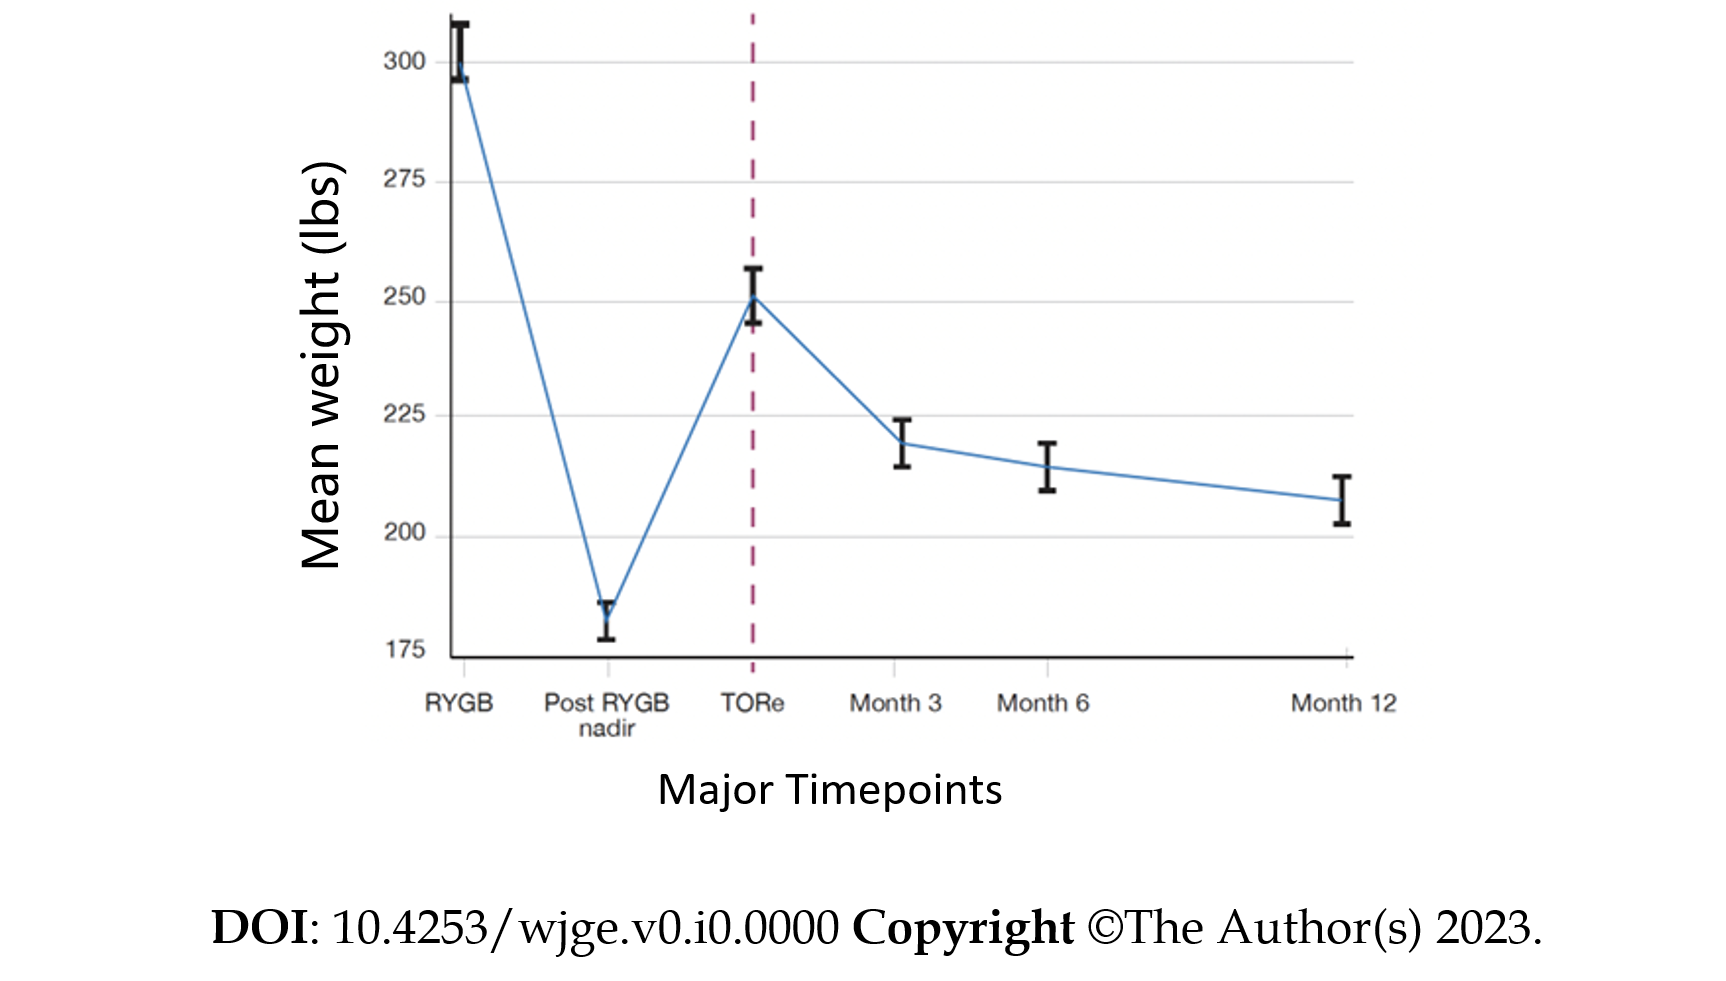 300
275
250
225
200
175
Mean weight (lbs)
RYGB
Post RYGB
nadir
TORe
Month 3
Month 6
Month 12
Major Timepoints
DOI: 10.4253/wjge.v0.i0.0000 Copyright ©The Author(s) 2023.